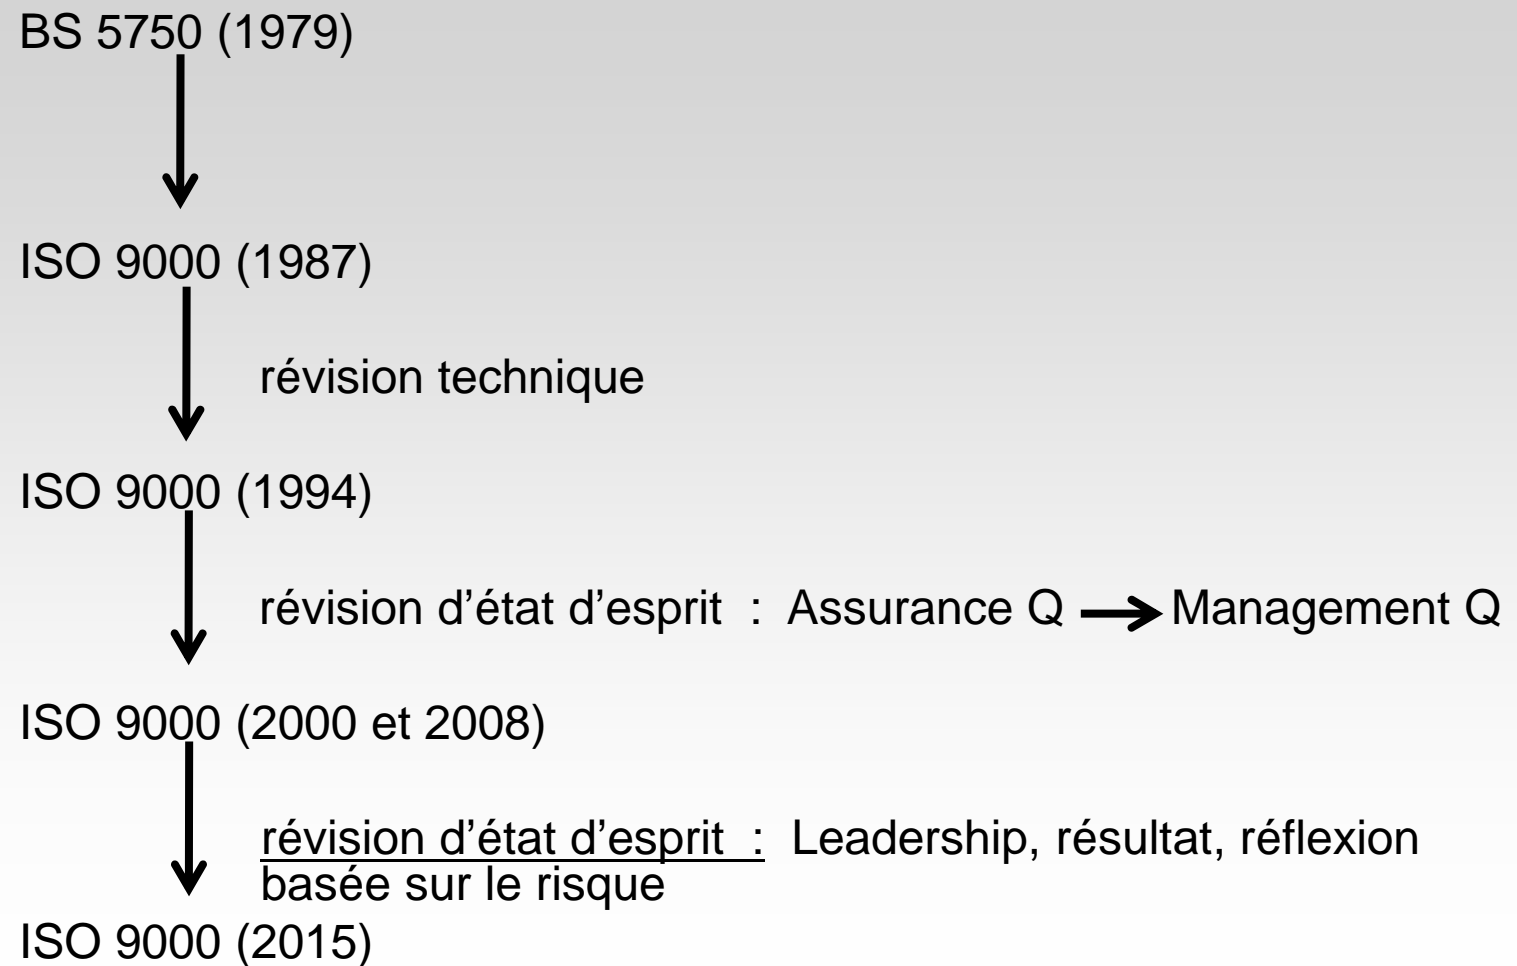 BS 5750 (1979)
ISO 9000 (1987)
révision technique
ISO 9000 (1994)
révision d’état d’esprit : Assurance Q Management Q
ISO 9000 (2000 et 2008)
révision d’état d’esprit : Leadership, résultat, réflexion
basée sur le risque
ISO 9000 (2015)